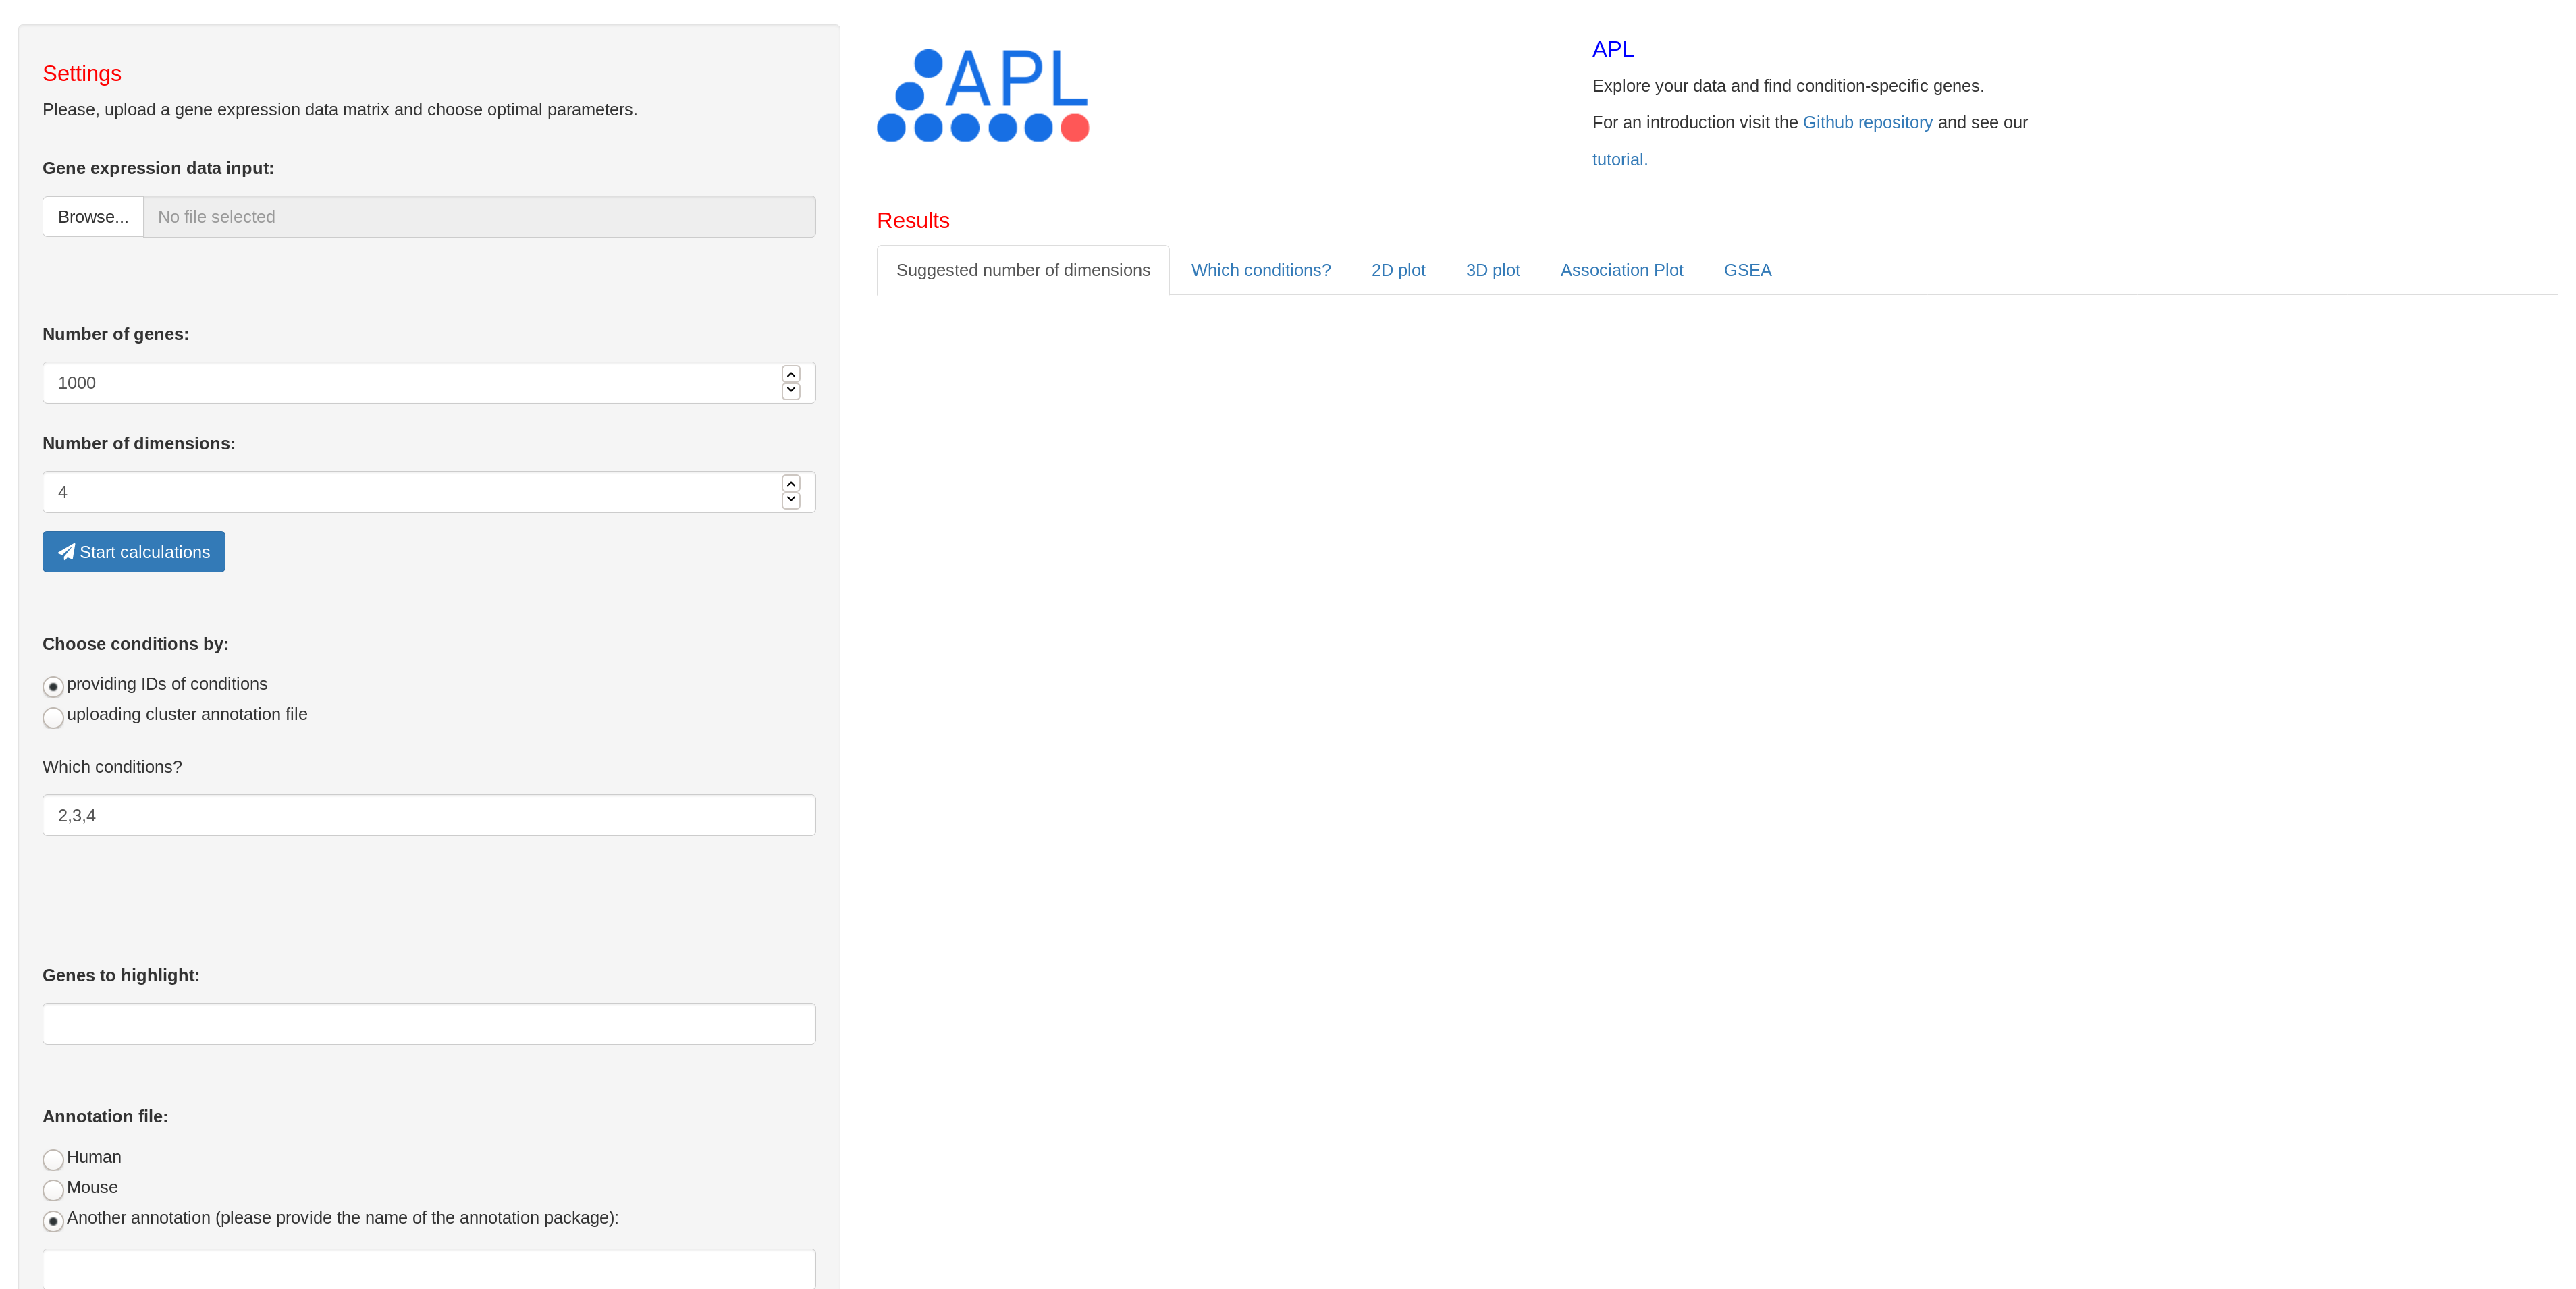 Settings
Please, upload a gene expression data matrix and choose optimal parameters.
Gene expression data input:
Browse...
No file selected
Number of genes:
1000
Number of dimensions:
4
Start calculations
Choose conditions by:
providing IDs of conditions
uploading cluster annotation file
Which conditions?
2,3,4
Genes to highlight:
Annotation file:
Human
Mouse
Another annotation (please provide the name of the annotation package):
APL
APL
Explore your data and find condition-specific genes.
For an introduction visit the Github repository and see our
tutorial.
Results
Suggested number of dimensions
Which conditions?
2D plot
3D plot
Association Plot
GSEA